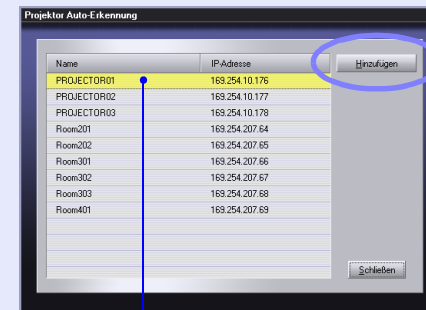 Projektor Auto-Erkennung
Name IP-Adresse Hinzufügen
PROJECTOR01 169.254.10.176
PROJECTOR02 169.254.10.177
PROJECTOR03 169.254.10.178
Room201 169.254.207.64
Room202 169.254.207.65
Room301 169.254.207.66
Room302 169.254.207.67
Room303 169.254.207.68
Room401 169.254.207.69
Schließen